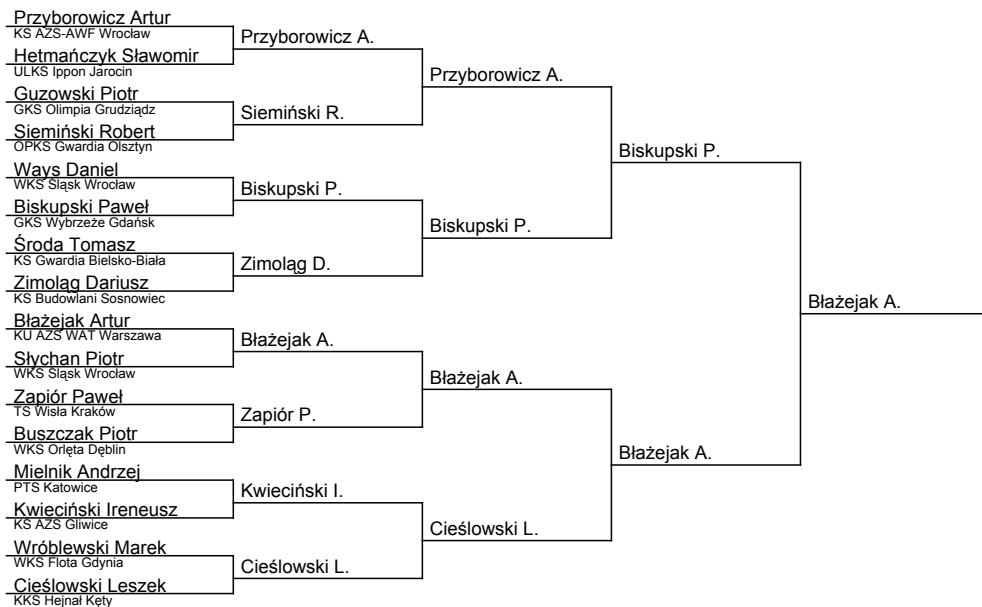 Przyborowicz Artur
KS AZS-AWF Wrocław
Hetmańczyk Sławomir
ULKS Ippon Jarocin
Guzowski Piotr
GKS Olimpia Grudziądz
Siemiński Robert
OPKS Gwardia Olsztyn
Ways Daniel
WKS Śląsk Wrocław
Biskupski Paweł
GKS Wybrzeże Gdańsk
Środa Tomasz
KS Gwardia Bielsko-Biała
Zimoląg Dariusz
KS Budowlani Sosnowiec
Błażejak Artur
KU AZS WAT Warszawa
Słychan Piotr
WKS Śląsk Wrocław
Zapiór Paweł
TS Wisła Kraków
Buszczak Piotr
WKS Orlęta Dęblin
Mielnik Andrzej
PTS Katowice
Kwieciński Ireneusz
KS AZS Gliwice
Wróblewski Marek
WKS Flota Gdynia
Cieślowski Leszek
KKS Hejnał Kęty
Przyborowicz A.
Siemiński R.
Biskupski P.
Zimoląg D.
Błażejak A.
Zapiór P.
Kwieciński I.
Cieślowski L.
Przyborowicz A.
Biskupski P.
Błażejak A.
Cieślowski L.
Biskupski P.
Błażejak A.
Błażejak A.